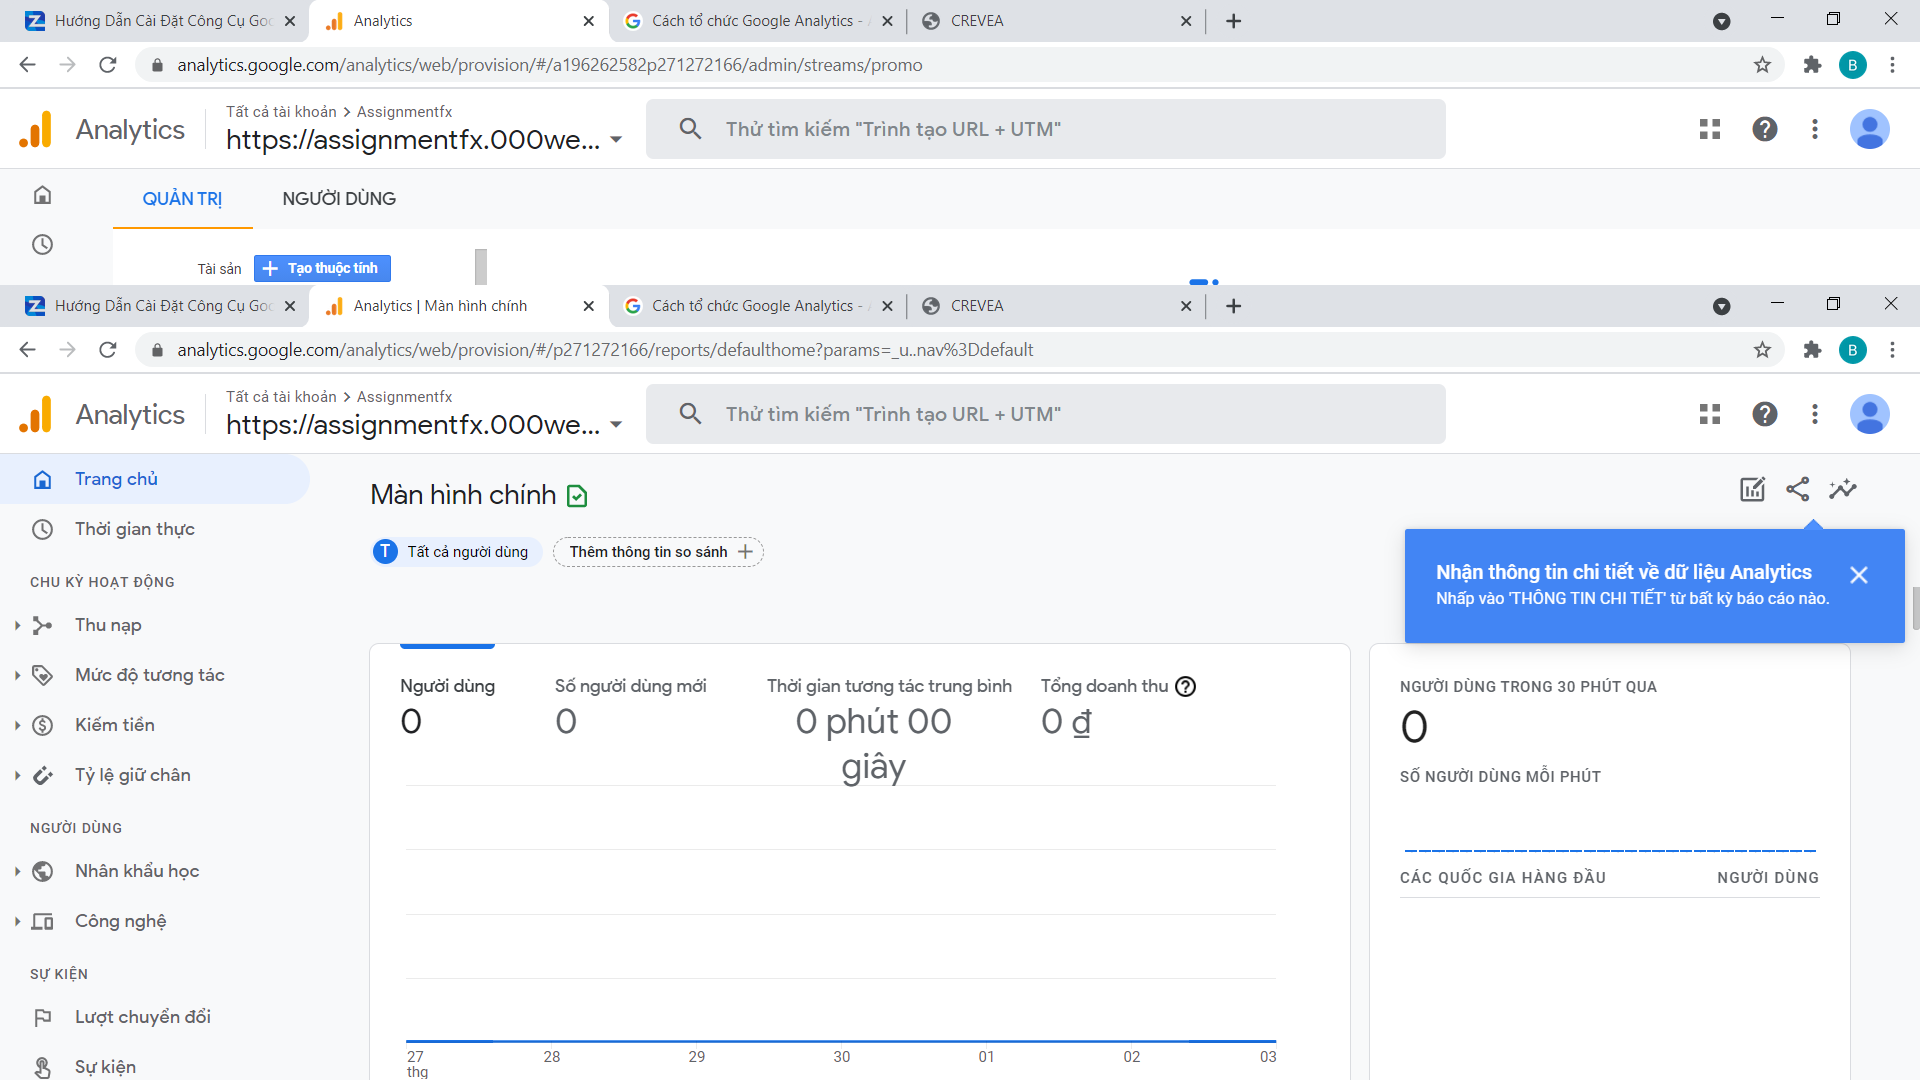 Hướng Dẫn Cài Đặt Công Cụ Goo
Analytics
Cách tổ chức Google Analytics -
CREVEA
analytics.google.com/analytics/web/provision/#/a196262582p271272166/admin/streams/promo
B
Analytics
Tất cả tài khoản > Assignmentfx
https://assignmentfx.000we...
Thử tìm kiếm "Trình tạo URL + UTM"
QUẢN TRỊ
NGƯỜI DÙNG
Tài sản
+ Tạo thuộc tính
Hướng Dẫn Cài Đặt Công Cụ Goo
Analytics | Màn hình chính
Cách tổ chức Google Analytics -
CREVEA
analytics.google.com/analytics/web/provision/#/p271272166/reports/defaulthome?params=_u..nav%3Ddefault
B
Analytics
Tất cả tài khoản > Assignmentfx
https://assignmentfx.000we...
Thử tìm kiếm "Trình tạo URL + UTM"
Trang chủ
Thời gian thực
CHU KỲ HOẠT ĐỘNG
Thu nạp
Mức độ tương tác
Kiếm tiền
Tỷ lệ giữ chân
NGƯỜI DÙNG
Nhân khẩu học
Công nghệ
SỰ KIỆN
Lượt chuyển đổi
Sự kiện
Màn hình chính
T Tất cả người dùng
Thêm thông tin so sánh +
Nhận thông tin chi tiết về dữ liệu Analytics
Nhấp vào 'THÔNG TIN CHI TIẾT' từ bất kỳ báo cáo nào.
Người dùng
0
Số người dùng mới
0
Thời gian tương tác trung bình
0 phút 00
giây
Tổng doanh thu
0 ₫
27
thg
28
29
30
01
02
03
NGƯỜI DÙNG TRONG 30 PHÚT QUA
0
SỐ NGƯỜI DÙNG MỖI PHÚT
CÁC QUỐC GIA HÀNG ĐẦU
NGƯỜI DÙNG